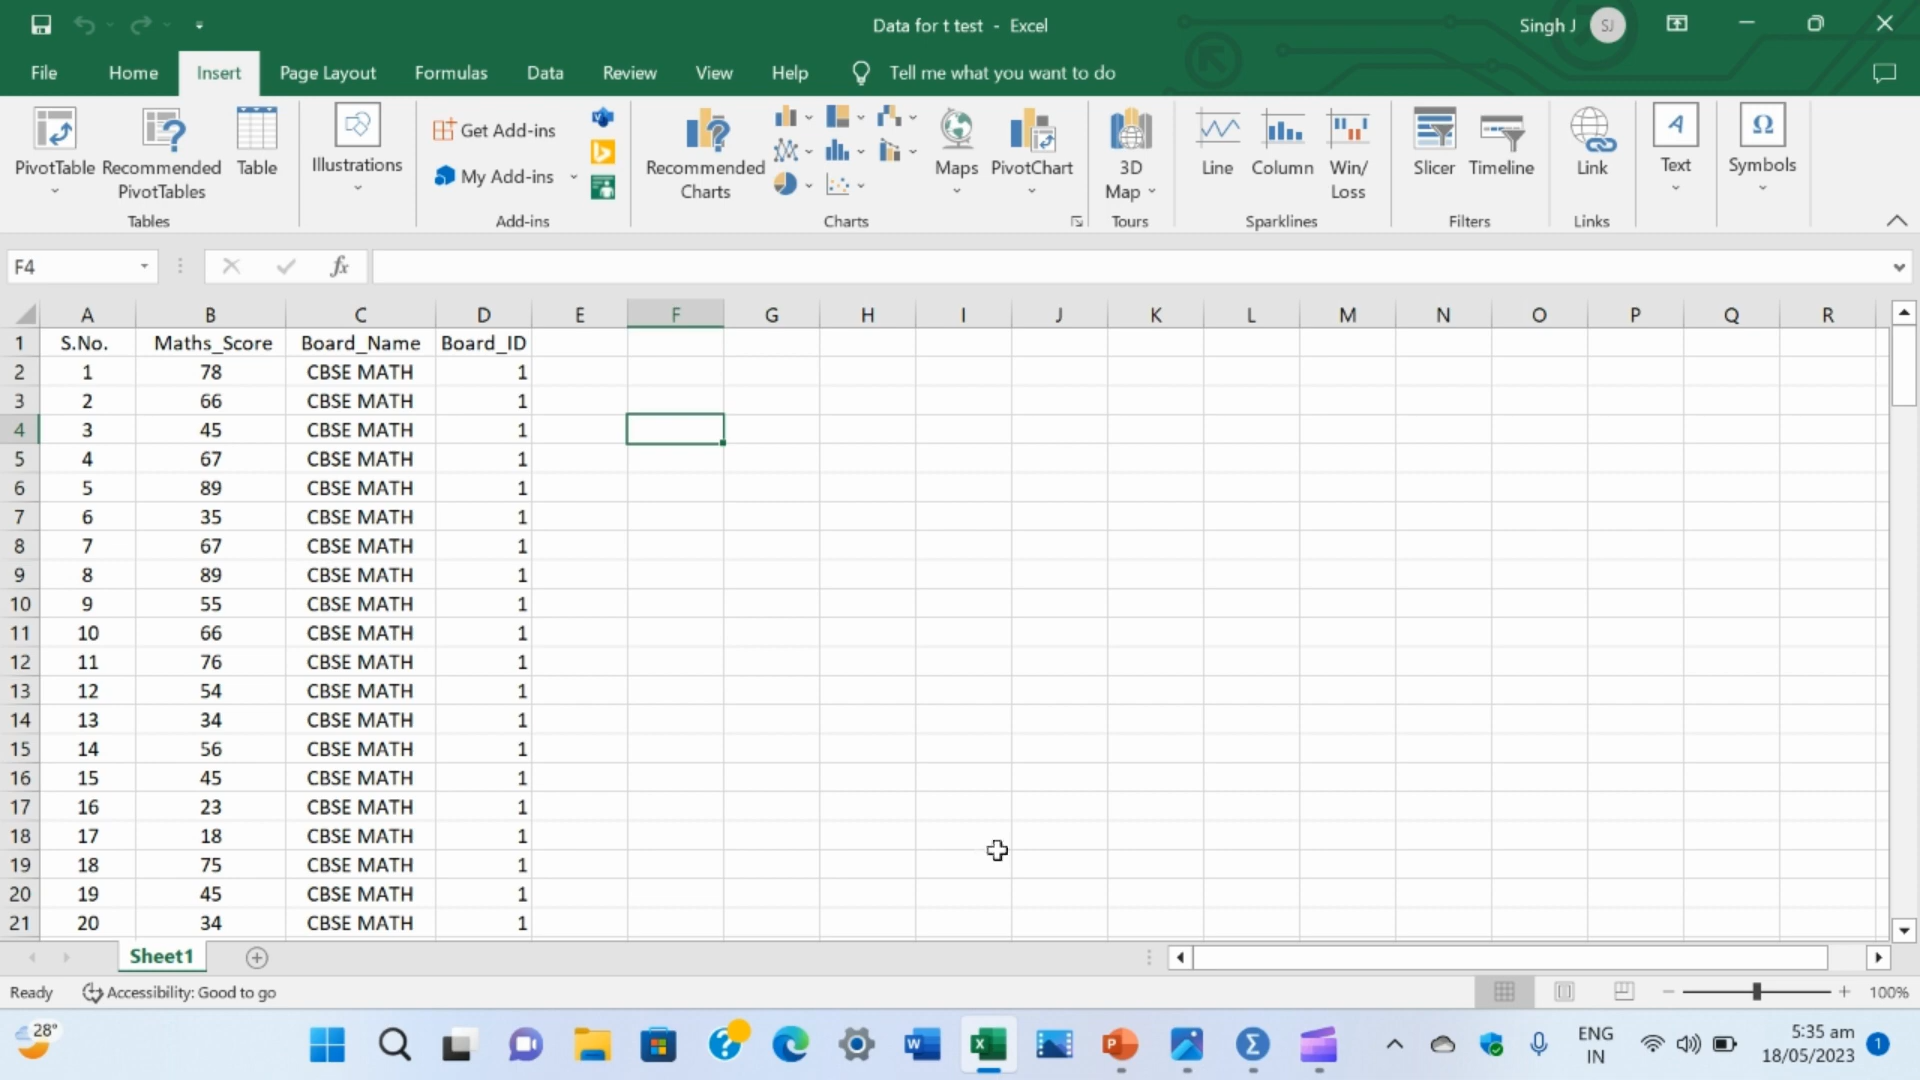 Data for t test - Excel
Singh J SJ
File Home Insert Page Layout Formulas Data Review View Help Tell me what you want to do
PivotTable Recommended PivotTables Table
Tables
Illustrations
Get Add-ins
My Add-ins
Add-ins
Recommended Charts
Maps PivotChart
Charts
3D Map
Tours
Line Column Win/Loss
Sparklines
Slicer Timeline
Filters
Link
Links
Text
Symbols
F4 fx
A B C D E F G H I J K L M N O P Q R
1 S.No. Maths_Score Board_Name Board_ID
2 1 78 CBSE MATH 1
3 2 66 CBSE MATH 1
4 3 45 CBSE MATH 1
5 4 67 CBSE MATH 1
6 5 89 CBSE MATH 1
7 6 35 CBSE MATH 1
8 7 67 CBSE MATH 1
9 8 89 CBSE MATH 1
10 9 55 CBSE MATH 1
11 10 66 CBSE MATH 1
12 11 76 CBSE MATH 1
13 12 54 CBSE MATH 1
14 13 34 CBSE MATH 1
15 14 56 CBSE MATH 1
16 15 45 CBSE MATH 1
17 16 23 CBSE MATH 1
18 17 18 CBSE MATH 1
19 18 75 CBSE MATH 1
20 19 45 CBSE MATH 1
21 20 34 CBSE MATH 1
Sheet1
Ready Accessibility: Good to go 100%
28°
ENG
IN
5:35 am
18/05/2023
1